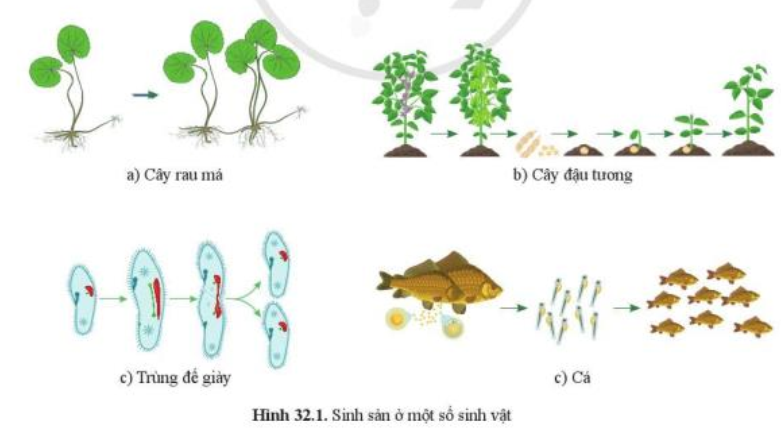 a) Cây rau má
b) Cây đậu tương
c) Trùng đế giày
c) Cá
Hình 32.1. Sinh sản ở một số sinh vật